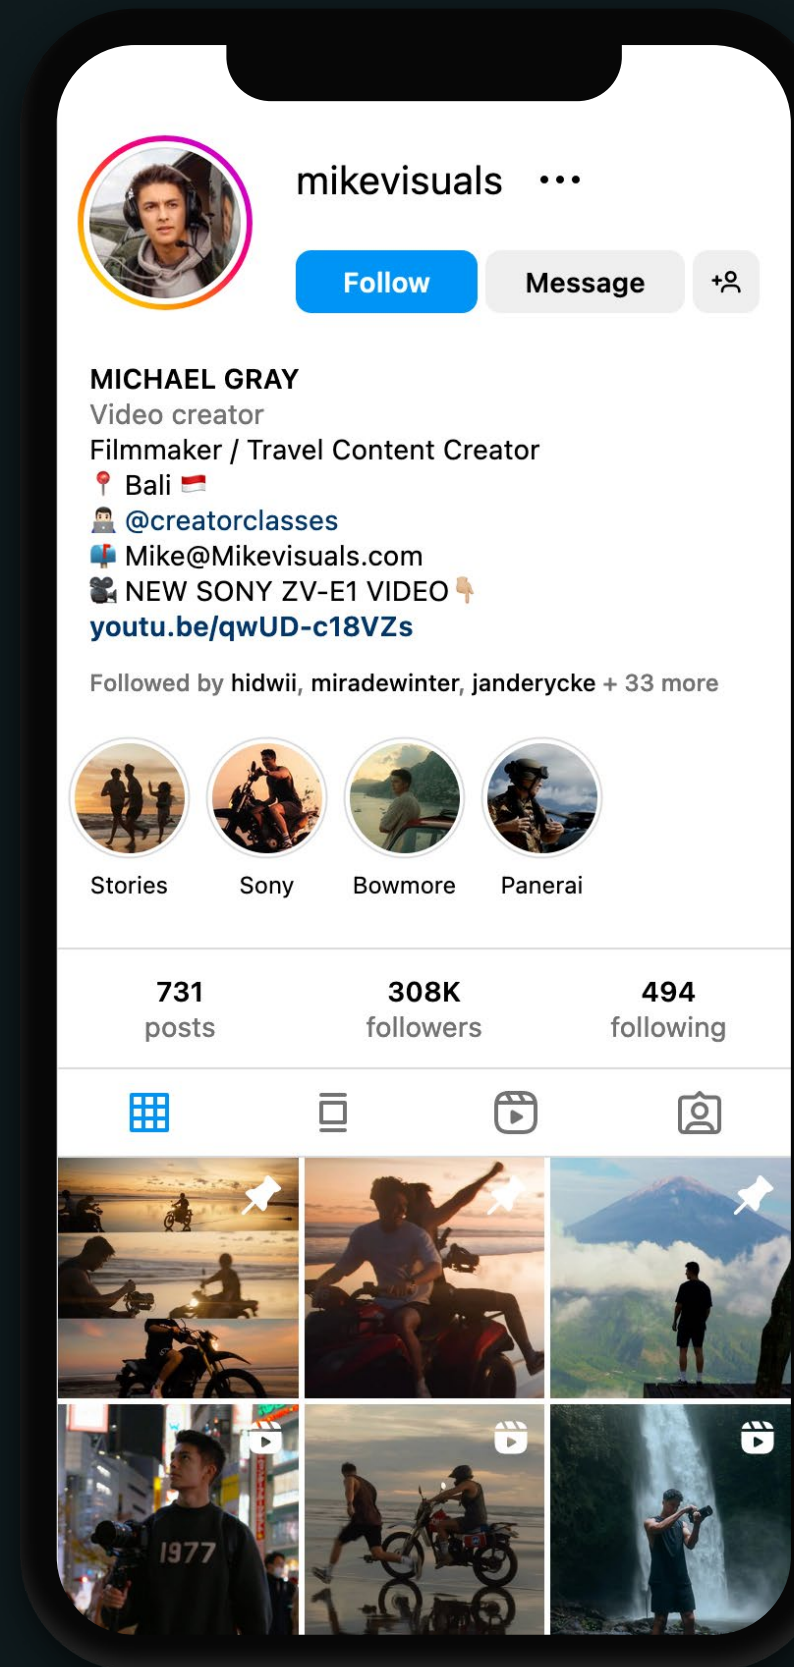 mikevisuals •••
Follow Message
MICHAEL GRAY
Video creator
Filmmaker / Travel Content Creator
📍 Bali 🇮🇩
👨🏻‍💻 @creatorclasses
📬 Mike@Mikevisuals.com
🎥 NEW SONY ZV-E1 VIDEO👇🏼
youtu.be/qwUD-c18VZs
Followed by hidwii, miradewinter, janderycke + 33 more
Stories Sony Bowmore Panerai
731 308K 494
posts followers following
1977